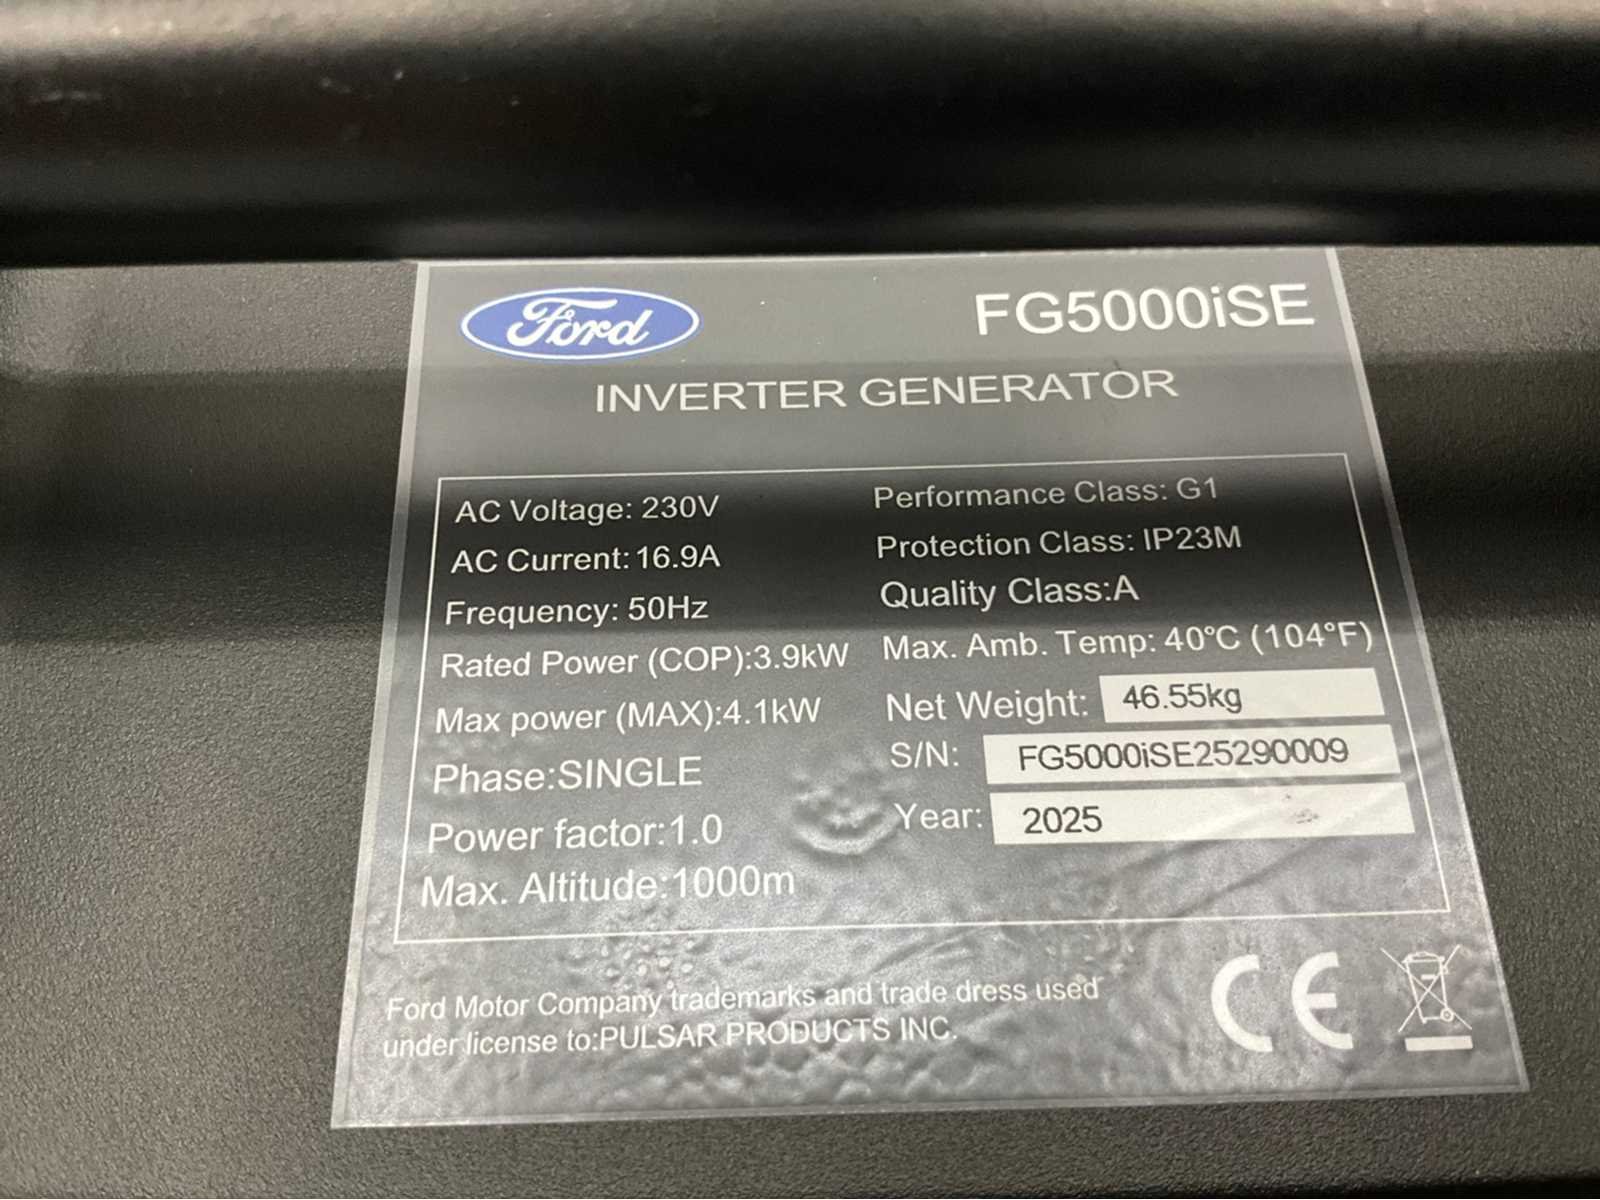 Ford
FG5000iSE
INVERTER GENERATOR
AC Voltage: 230V
AC Current: 16.9A
Frequency: 50Hz
Rated Power (COP):3.9kW
Max power (MAX):4.1kW
Phase:SINGLE
Power factor:1.0
Max. Altitude:1000m
Performance Class: G1
Protection Class: IP23M
Quality Class:A
Max. Amb. Temp: 40°C (104°F)
Net Weight: 46.55kg
S/N: FG5000iSE25290009
Year: 2025
Ford Motor Company trademarks and trade dress used
under license to:PULSAR PRODUCTS INC.
CE